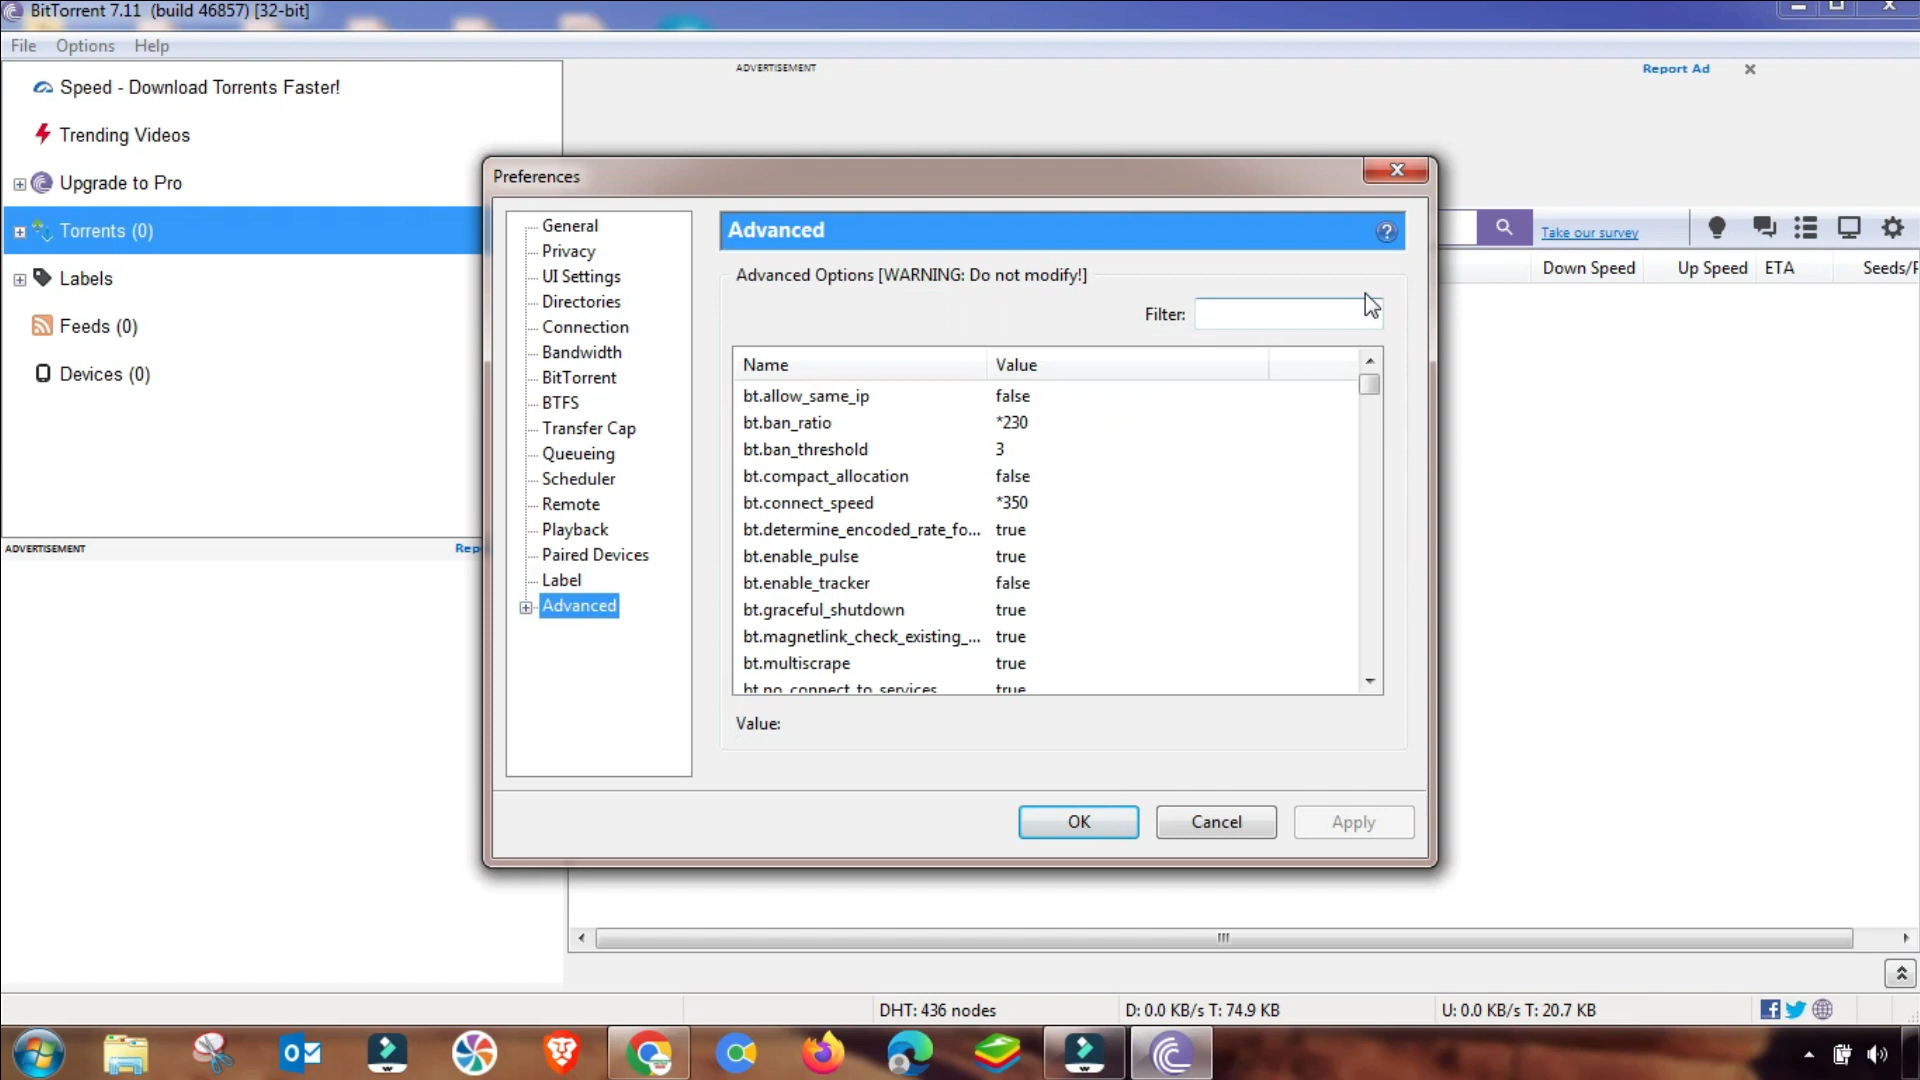 BitTorrent 7.11 (build 46857) [32-bit]
File Options Help
Speed - Download Torrents Faster!
Trending Videos
Upgrade to Pro
Torrents (0)
Labels
Feeds (0)
Devices (0)
ADVERTISEMENT
Rep
ADVERTISEMENT
Report Ad
Take our survey
Down Speed Up Speed ETA Seeds/P
Preferences
General
Privacy
UI Settings
Directories
Connection
Bandwidth
BitTorrent
BTFS
Transfer Cap
Queueing
Scheduler
Remote
Playback
Paired Devices
Label
Advanced
Advanced
Advanced Options [WARNING: Do not modify!]
Filter:
Name Value
bt.allow_same_ip false
bt.ban_ratio *230
bt.ban_threshold 3
bt.compact_allocation false
bt.connect_speed *350
bt.determine_encoded_rate_fo... true
bt.enable_pulse true
bt.enable_tracker false
bt.graceful_shutdown true
bt.magnetlink_check_existing_... true
bt.multiscrape true
bt.no_connect_to_services true
Value:
OK Cancel Apply
DHT: 436 nodes D: 0.0 KB/s T: 74.9 KB U: 0.0 KB/s T: 20.7 KB